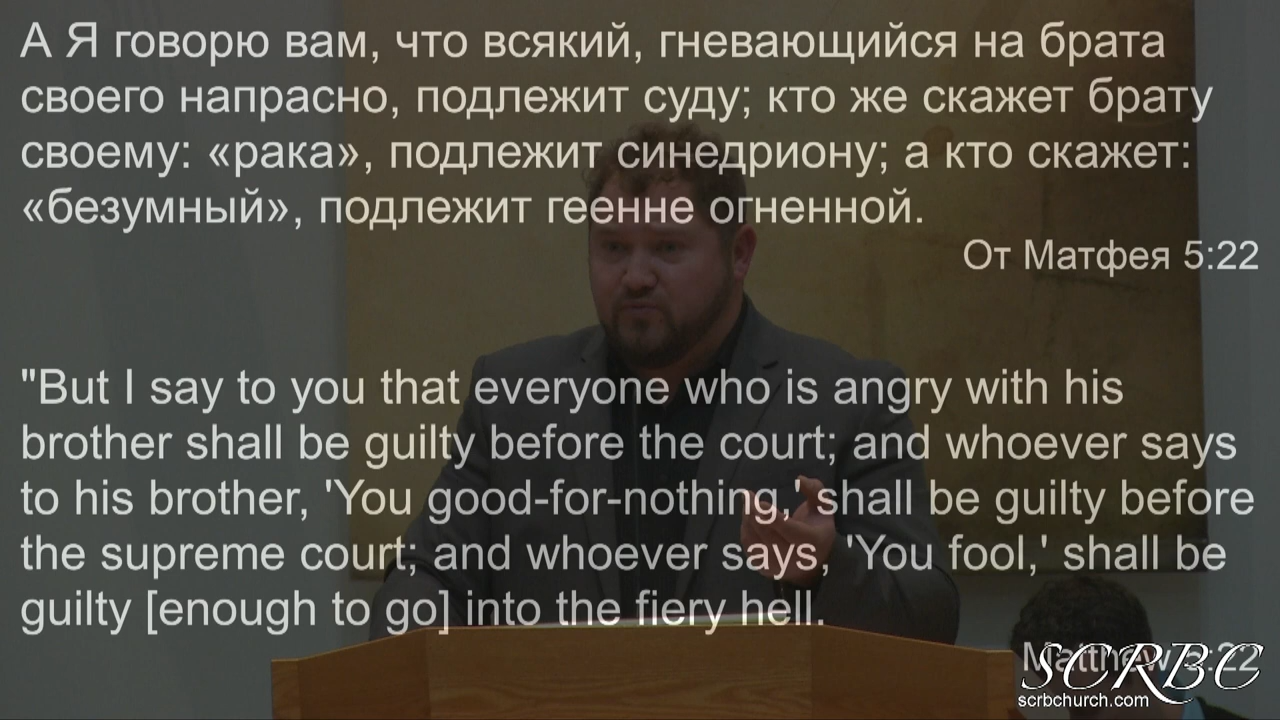 А Я говорю вам, что всякий, гневающийся на брата
своего напрасно, подлежит суду; кто же скажет брату
своему: «рака», подлежит синедриону; а кто скажет:
«безумный», подлежит геенне огненной.
От Матфея 5:22
"But I say to you that everyone who is angry with his
brother shall be guilty before the court; and whoever says
to his brother, 'You good-for-nothing,' shall be guilty before
the supreme court; and whoever says, 'You fool,' shall be
guilty [enough to go] into the fiery hell.
Matthew 5:22
SCRBC
scrbchurch.com